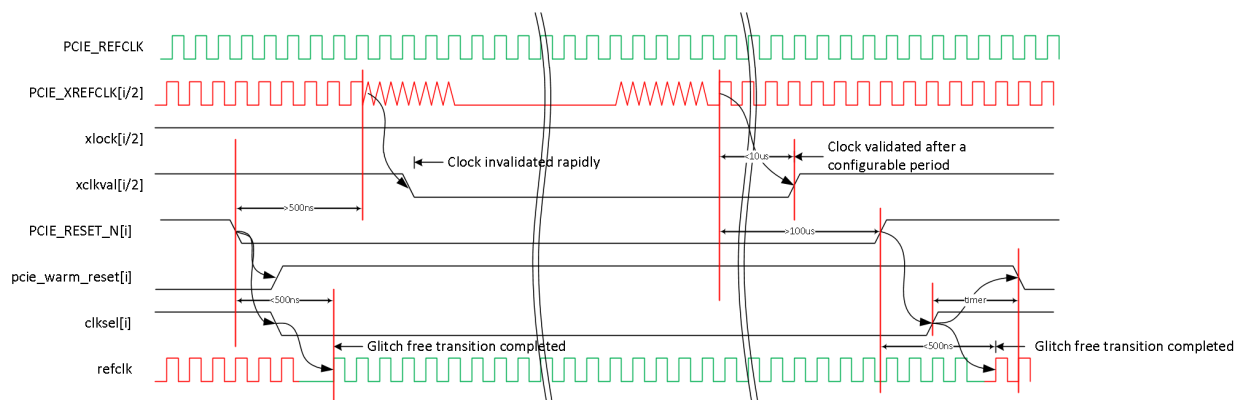 PCIE_REFCLK
PCIE_XREFCLK[i/2]
xlock[i/2]
<10us
Clock validated after a
configurable period
Clock invalidated rapidly
xclkval[i/2]
>500ns
PCIE_RESET_N[i]
>100us
pcie_warm_reset[i]
<500ns
timer
clksel[i]
Glitch free transition completed
<500ns
Glitch free transition completed
refclk